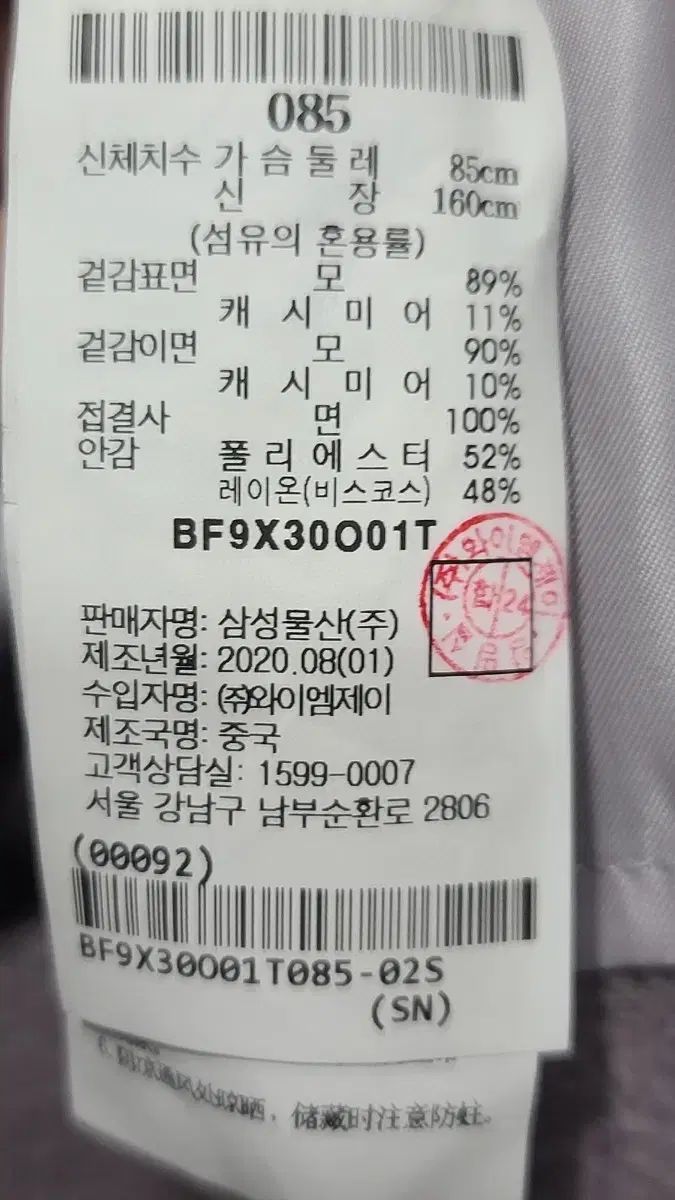 085
신체치수 가 슴 둘 레 85cm
신 장 160cm
(섬유의 혼용률)
겉감표면 모 89%
캐 시 미 어 11%
겉감이면 모 90%
캐 시 미 어 10%
접결사 면 100%
안감 폴 리 에 스 터 52%
레이온(비스코스) 48%
BF9X30O01T
판매자명: 삼성물산(주)
제조년월: 2020.08(01)
수입자명: ㈜와이엠제이
제조국명: 중국
고객상담실: 1599-0007
서울 강남구 남부순환로 2806
(00092)
BF9X30O01T085-02S
(SN)
储藏时注意防蛀。